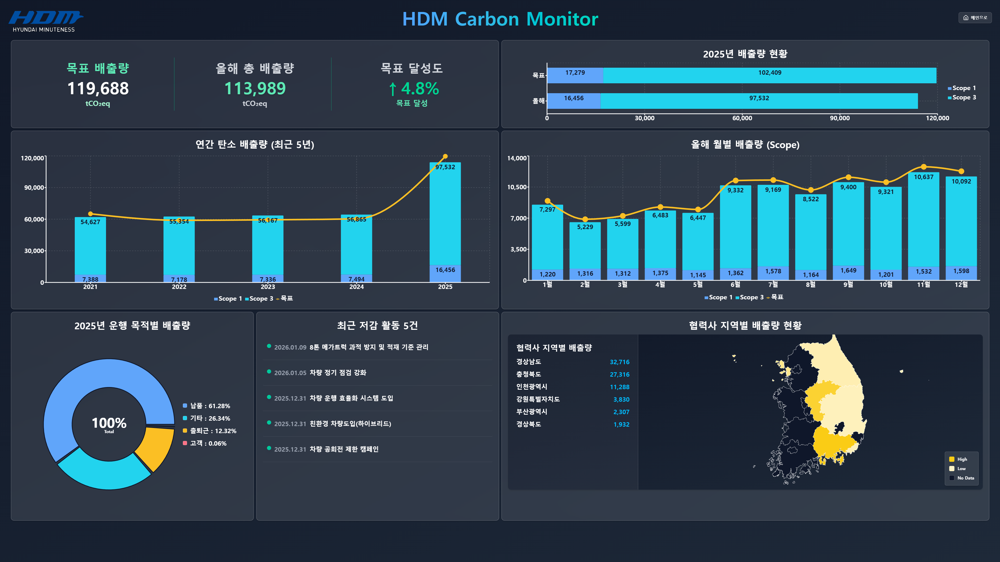 HDM
HYUNDAI MINUTENESS
HDM Carbon Monitor
메인으로
목표 배출량
119,688
tCO₂eq
올해 총 배출량
113,989
tCO₂eq
목표 달성도
↑ 4.8%
목표 달성
2025년 배출량 현황
목표
17,279
102,409
올해
16,456
97,532
0
30,000
60,000
90,000
120,000
Scope 1
Scope 3
연간 탄소 배출량 (최근 5년)
120,000
90,000
60,000
30,000
0
54,627
55,354
56,167
56,865
97,532
7,388
7,178
7,336
7,494
16,456
2021
2022
2023
2024
2025
Scope 1
Scope 3
목표
올해 월별 배출량 (Scope)
14,000
10,500
7,000
3,500
0
7,297
5,229
5,599
6,483
6,447
9,332
9,169
8,522
9,400
9,321
10,637
10,092
1,220
1,316
1,312
1,375
1,145
1,362
1,578
1,164
1,649
1,201
1,532
1,598
1월
2월
3월
4월
5월
6월
7월
8월
9월
10월
11월
12월
Scope 1
Scope 3
목표
2025년 운행 목적별 배출량
100%
Total
납품 : 61.28%
기타 : 26.34%
출퇴근 : 12.32%
고객 : 0.06%
최근 저감 활동 5건
2026.01.09 8톤 메가트럭 과적 방지 및 적재 기준 관리
2026.01.05 차량 정기 점검 강화
2025.12.31 차량 운행 효율화 시스템 도입
2025.12.31 친환경 차량도입(하이브리드)
2025.12.31 차량 공회전 제한 캠페인
협력사 지역별 배출량 현황
협력사 지역별 배출량
경상남도 32,716
충청북도 27,316
인천광역시 11,288
강원특별자치도 3,830
부산광역시 2,307
경상북도 1,932
High
Low
No Data